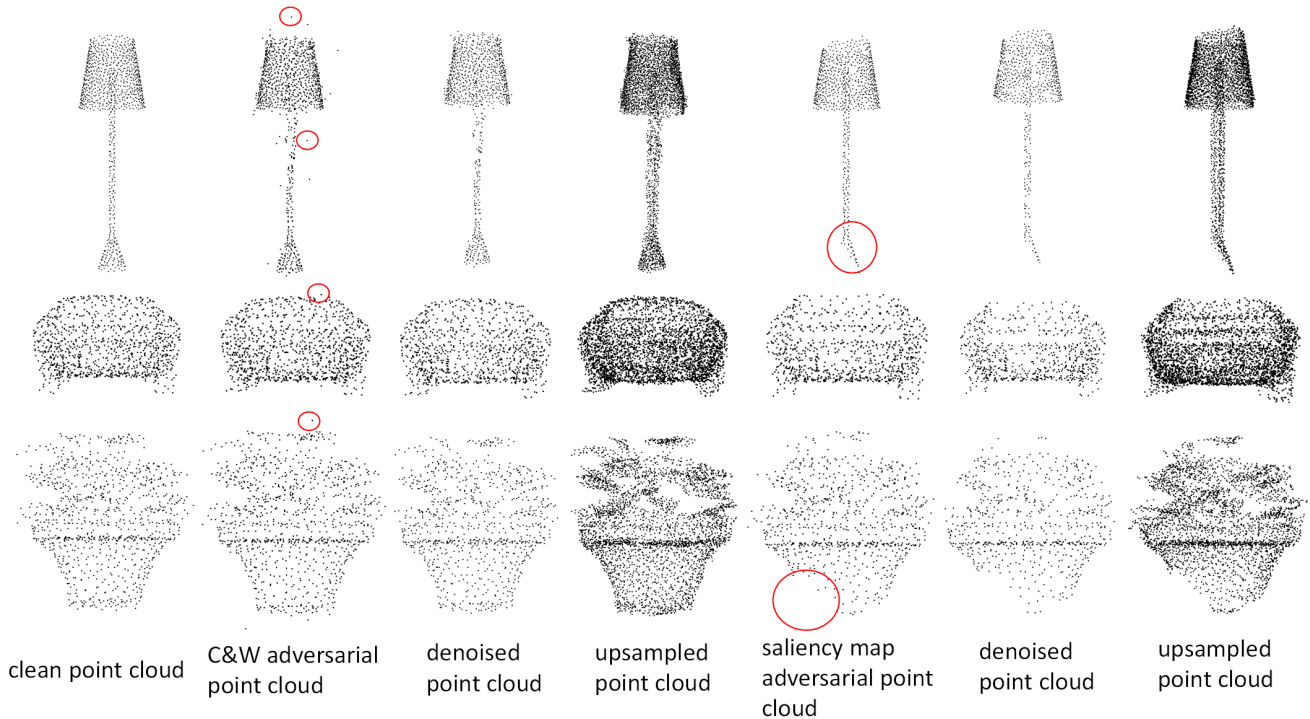 clean point cloud
C&W adversarial
point cloud
denoised
point cloud
upsampled
point cloud
saliency map
adversarial point
cloud
denoised
point cloud
upsampled
point cloud